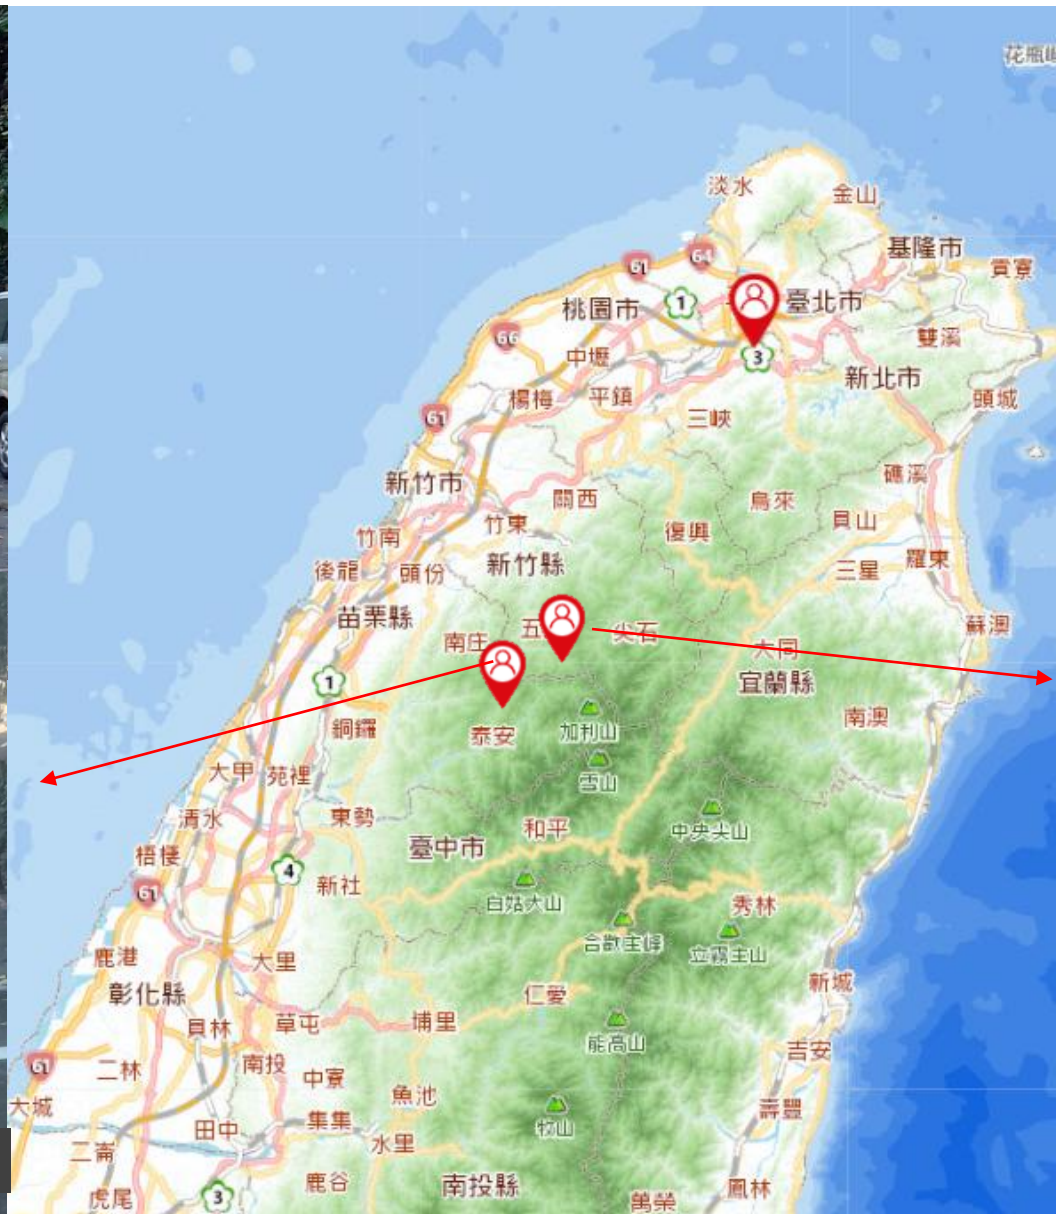 花瓶嶼
淡水
金山
基隆市
64
61
貢寮
桃園市
1
臺北市
66
雙溪
中壢
3
新北市
楊梅
平鎮
頭城
61
三峽
新竹市
礁溪
關西
烏來
竹東
員山
竹南
復興
新竹縣
羅東
後龍
頭份
三星
苗栗縣
五
尖石
蘇澳
南庄
大同
1
宜蘭縣
銅鑼
泰安
加利山
南澳
大甲
苑裡
雪山
清水
東勢
和平
中央尖山
臺中市
梧棲
4
新社
61
白姑大山
秀林
合歡主峰
立霧主山
鹿港
大里
彰化縣
仁愛
新城
員林
草屯
埔里
能高山
吉安
61
二林
南投
中寮
大城
魚池
壽豐
田中
集集
牧山
水里
二崙
鹿谷
南投縣
虎尾
3
萬榮
鳳林